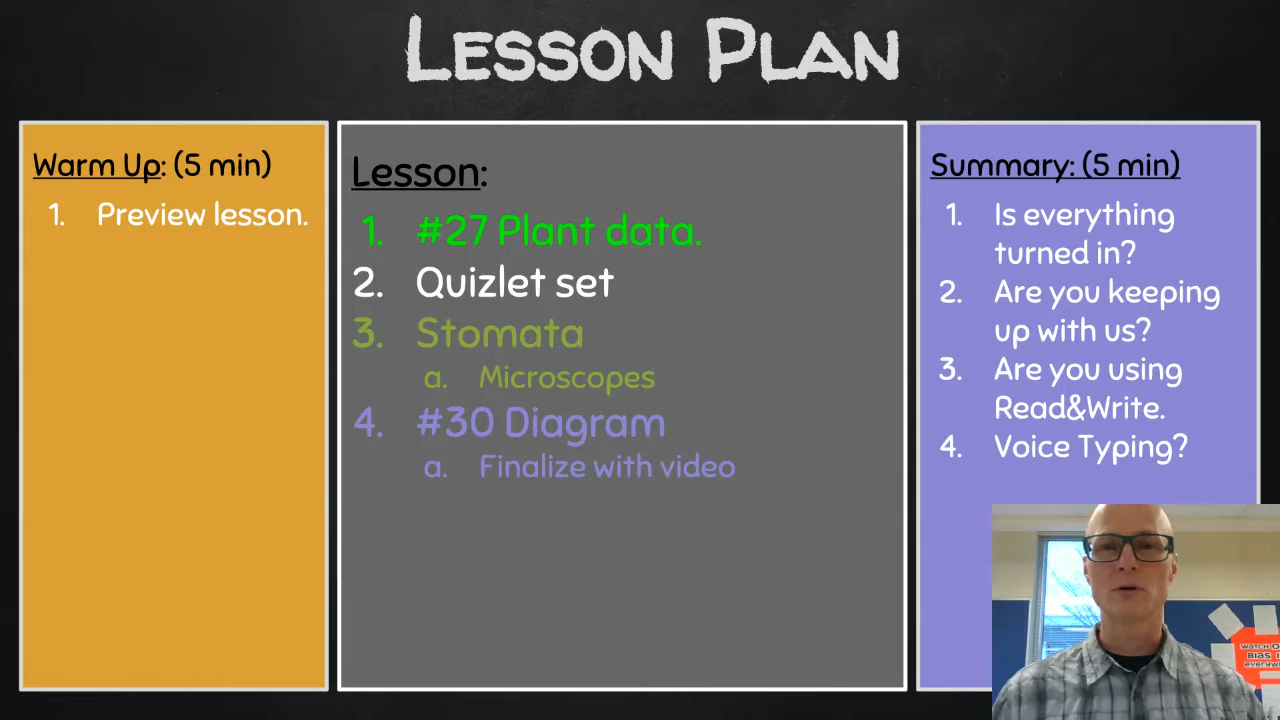 Lesson Plan
Warm Up: (5 min)
1. Preview lesson.
Lesson:
1. #27 Plant data.
2. Quizlet set
3. Stomata
a. Microscopes
4. #30 Diagram
a. Finalize with video
Summary: (5 min)
1. Is everything
turned in?
2. Are you keeping
up with us?
3. Are you using
Read&Write.
4. Voice Typing?
WATCH
BIAS